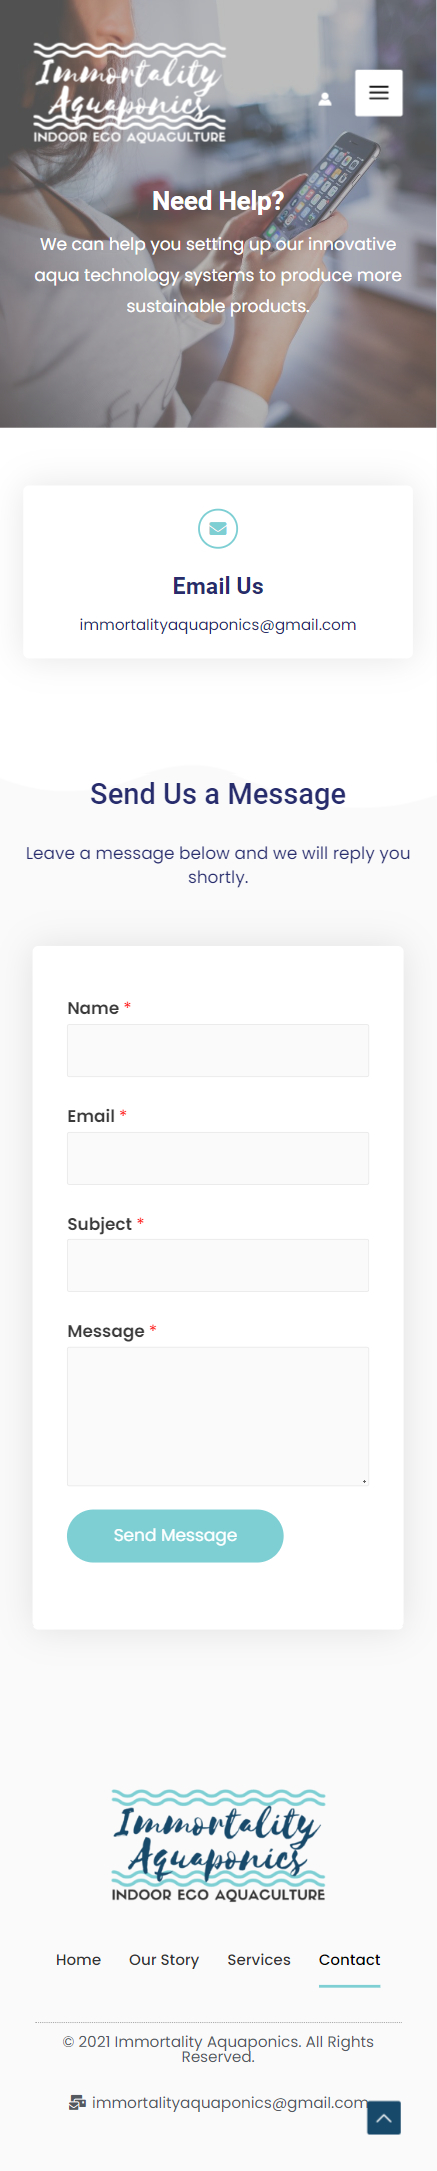 Immortality
Aquaponics
INDOOR ECO AQUACULTURE
Need Help?
We can help you setting up our innovative
aqua technology systems to produce more
sustainable products.
Email Us
immortalityaquaponics@gmail.com
Send Us a Message
Leave a message below and we will reply you
shortly.
Name *
Email *
Subject *
Message *
Send Message
Immortality
Aquaponics
INDOOR ECO AQUACULTURE
Home Our Story Services Contact
© 2021 Immortality Aquaponics. All Rights
Reserved.
immortalityaquaponics@gmail.com